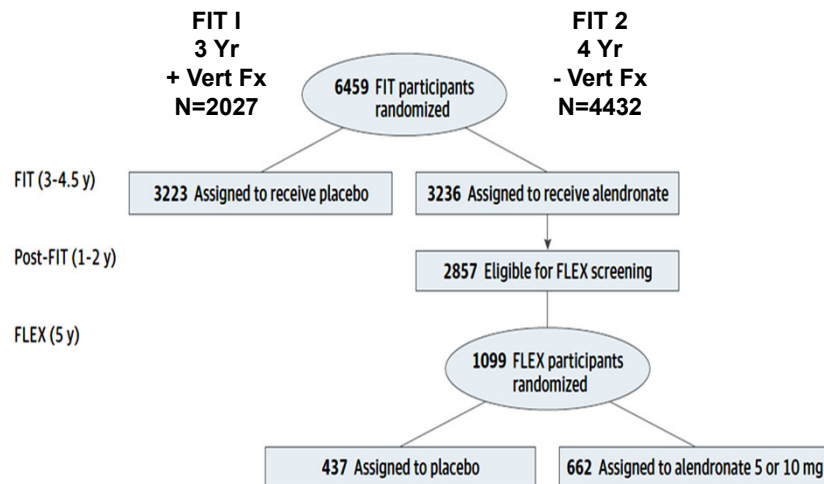 FIT I
3 Yr
+ Vert Fx
N=2027
FIT 2
4 Yr
- Vert Fx
N=4432
6459 FIT participants
randomized
FIT (3-4.5 y)
3223 Assigned to receive placebo
3236 Assigned to receive alendronate
Post-FIT (1-2 y)
2857 Eligible for FLEX screening
FLEX (5 y)
1099 FLEX participants
randomized
437 Assigned to placebo
662 Assigned to alendronate 5 or 10 mg